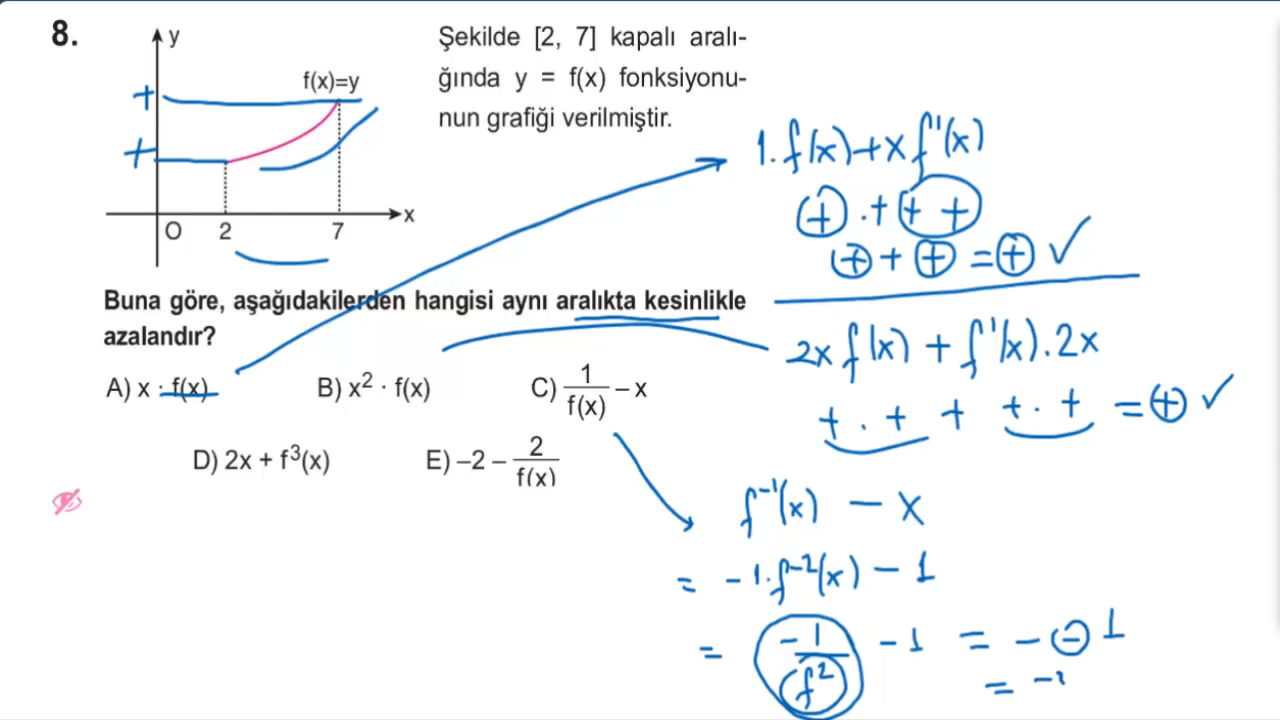 8.
y
f(x)=y
+
+
O 2 7 x
Şekilde [2, 7] kapalı aralı-
ğında y = f(x) fonksiyonu-
nun grafiği verilmiştir.
Buna göre, aşağıdakilerden hangisi aynı aralıkta kesinlikle
azalandır?
A) x · f(x)
B) x² · f(x)
C) 1/f(x) – x
D) 2x + f³(x)
E) –2 – 2/f(x)
1.f(x)+x f'(x)
(+) . + (+ +)
(+) + (+) = (+) ✓
2x f(x) + f'(x).2x
+ . + + + . + = (+) ✓
f⁻¹(x) – x
= -1.f⁻²(x) – 1
= -1/f² - 1 = - (-) 1
= -